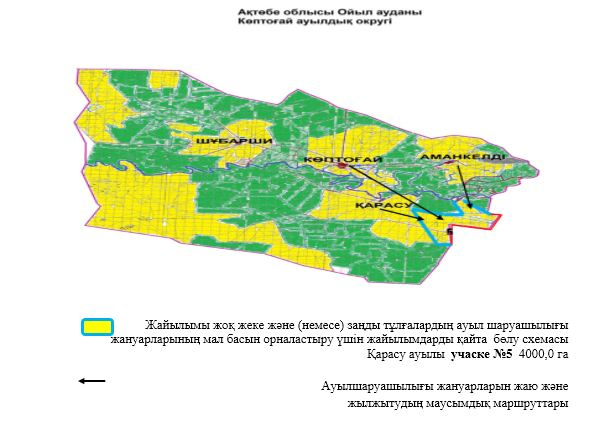 Ақтөбе облысы Ойыл ауданы
Көптоғай ауылдық округі
ШҰБАРШИ
КӨПТОҒАЙ
АМАНКЕЛДІ
ҚАРАСУ
5
Жайылымы жоқ жеке және (немесе) заңды тұлғалардың ауыл шаруашылығы
жануарларының мал басын орналастыру үшін жайылымдарды қайта бөлу схемасы
Қарасу ауылы участке №5 4000,0 га
Ауылшаруашылығы жануарларын жаю және
жылжытудың маусымдық маршруттары